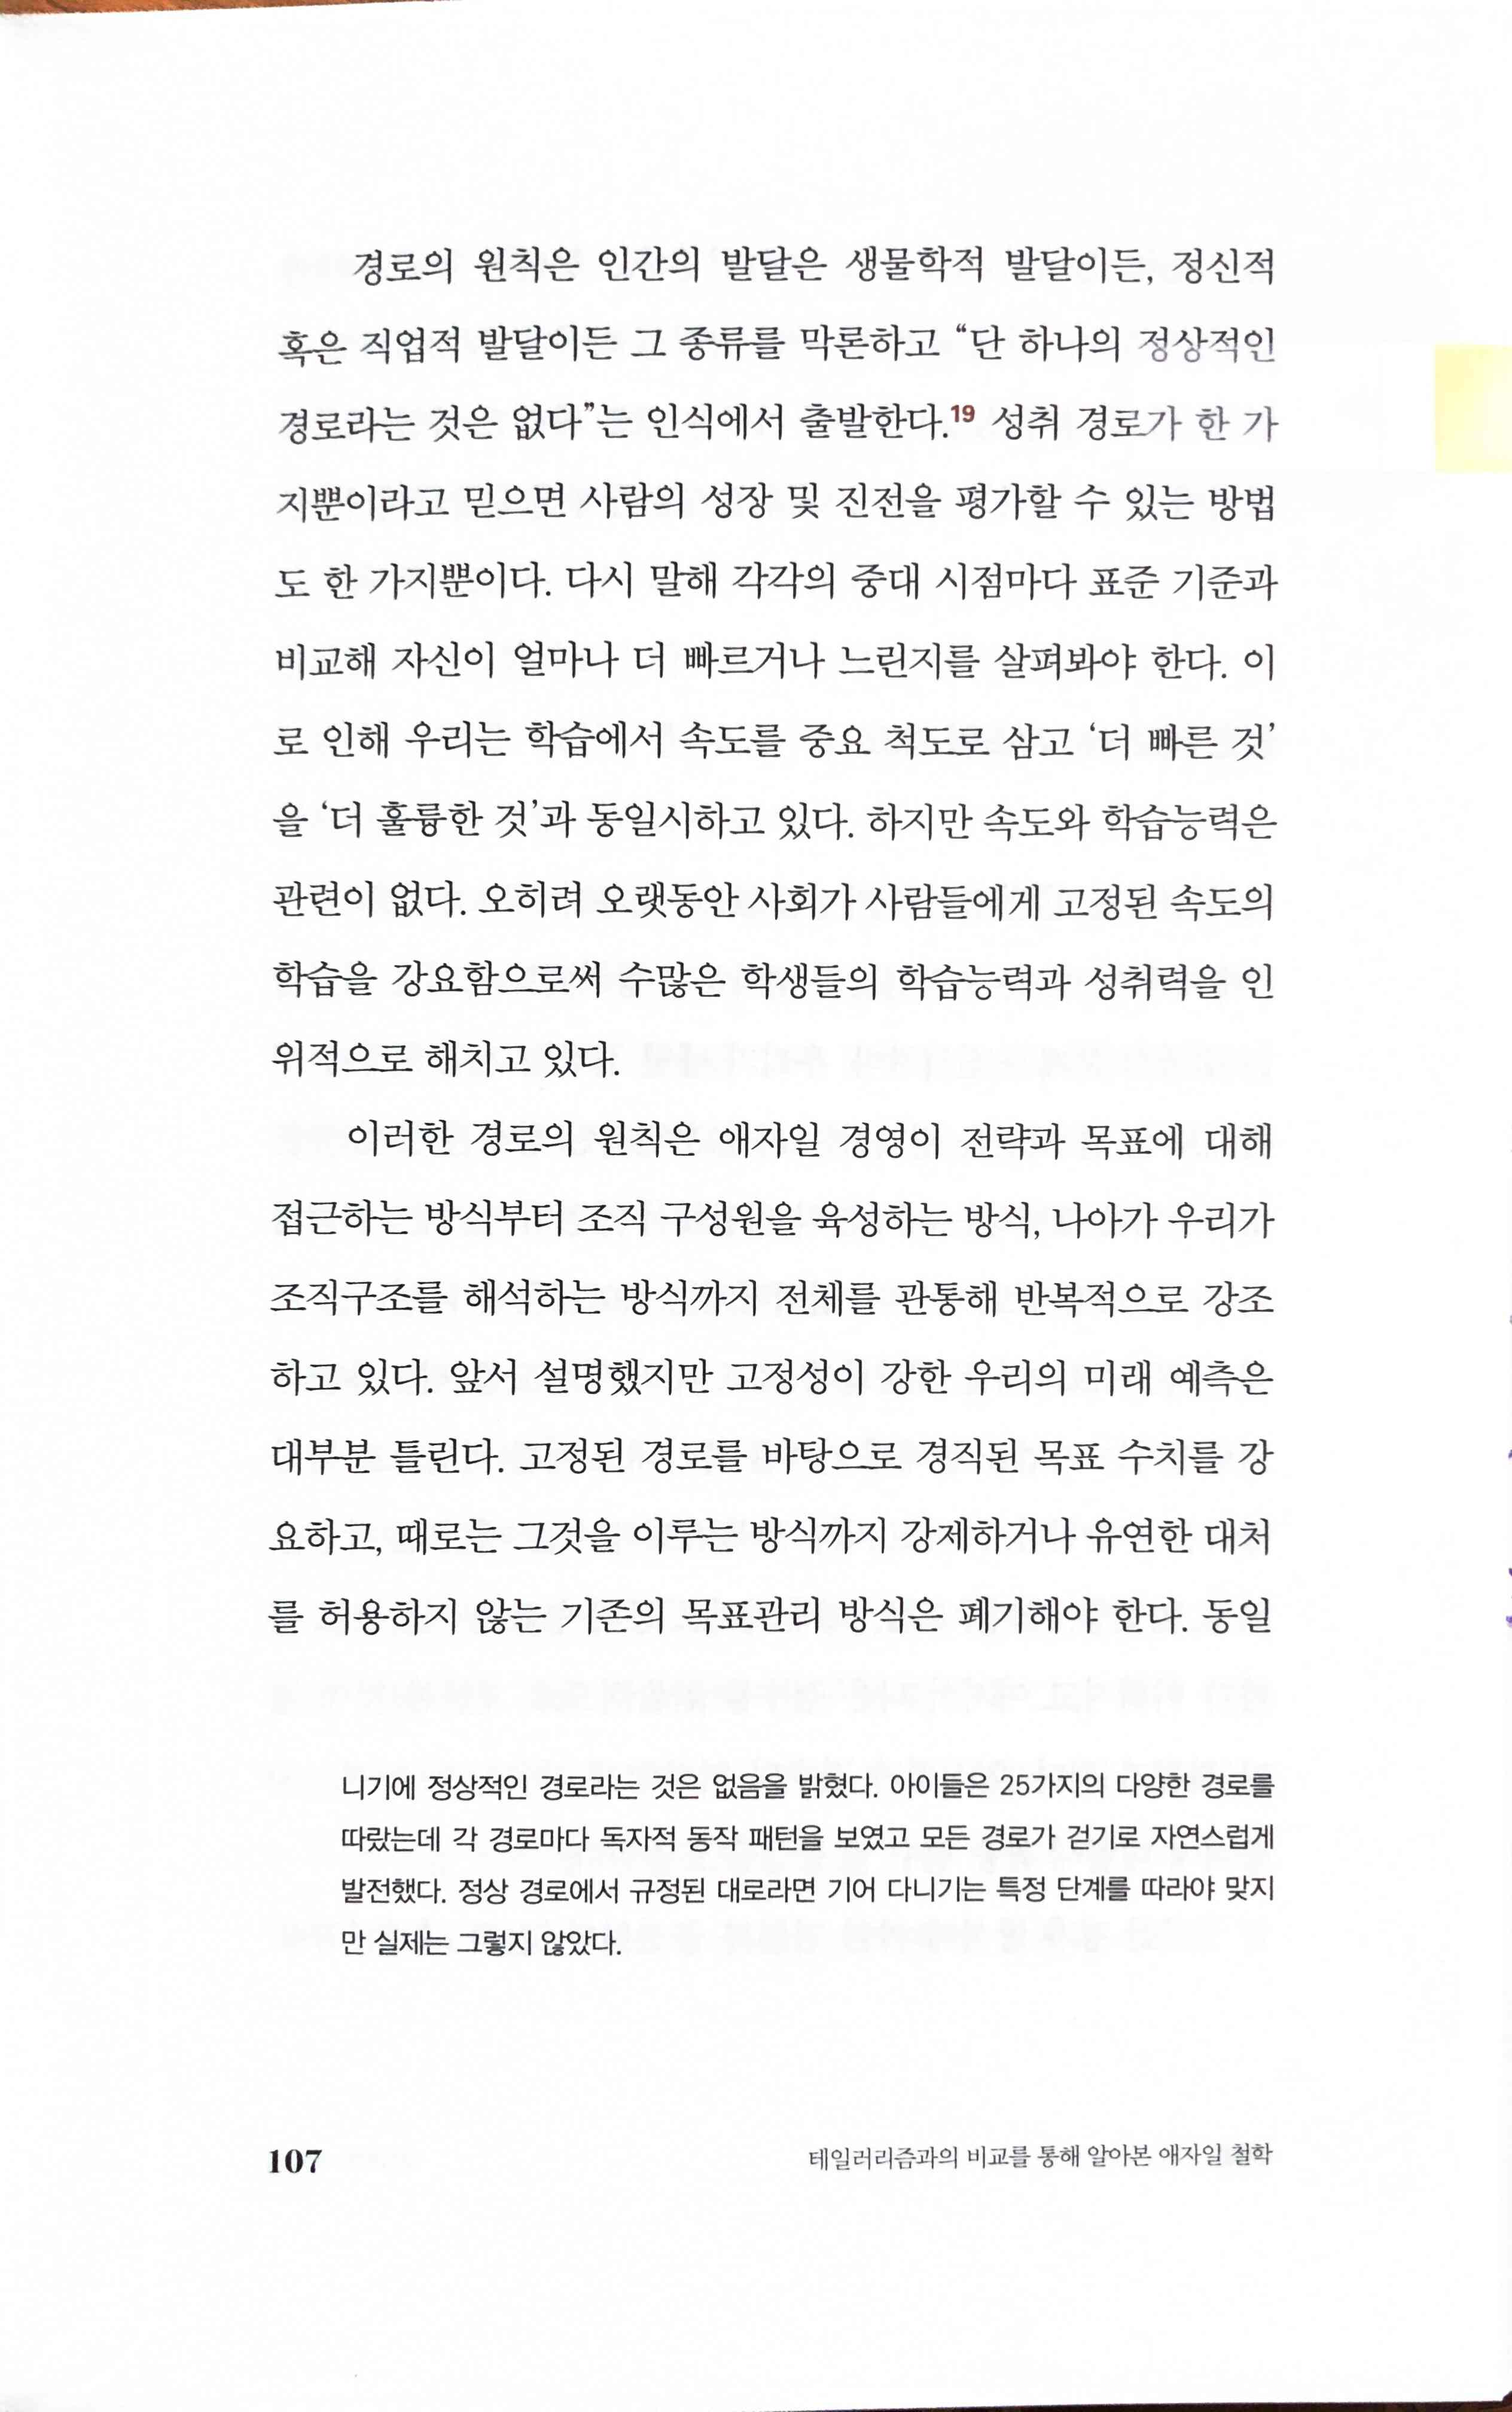 경로의 원칙은 인간의 발달은 생물학적 발달이든, 정신적
혹은 직업적 발달이든 그 종류를 막론하고 “단 하나의 정상적인
경로라는 것은 없다”는 인식에서 출발한다.19 성취 경로가 한 가
지뿐이라고 믿으면 사람의 성장 및 진전을 평가할 수 있는 방법
도 한 가지뿐이다. 다시 말해 각각의 중대 시점마다 표준 기준과
비교해 자신이 얼마나 더 빠르거나 느린지를 살펴봐야 한다. 이
로 인해 우리는 학습에서 속도를 중요 척도로 삼고 ‘더 빠른 것’
을 ‘더 훌륭한 것’과 동일시하고 있다. 하지만 속도와 학습능력은
관련이 없다. 오히려 오랫동안 사회가 사람들에게 고정된 속도의
학습을 강요함으로써 수많은 학생들의 학습능력과 성취력을 인
위적으로 해치고 있다.
이러한 경로의 원칙은 애자일 경영이 전략과 목표에 대해
접근하는 방식부터 조직 구성원을 육성하는 방식, 나아가 우리가
조직구조를 해석하는 방식까지 전체를 관통해 반복적으로 강조
하고 있다. 앞서 설명했지만 고정성이 강한 우리의 미래 예측은
대부분 틀린다. 고정된 경로를 바탕으로 경직된 목표 수치를 강
요하고, 때로는 그것을 이루는 방식까지 강제하거나 유연한 대처
를 허용하지 않는 기존의 목표관리 방식은 폐기해야 한다. 동일
니기에 정상적인 경로라는 것은 없음을 밝혔다. 아이들은 25가지의 다양한 경로를
따랐는데 각 경로마다 독자적 동작 패턴을 보였고 모든 경로가 걷기로 자연스럽게
발전했다. 정상 경로에서 규정된 대로라면 기어 다니기는 특정 단계를 따라야 맞지
만 실제는 그렇지 않았다.
107
테일러리즘과의 비교를 통해 알아본 애자일 철학